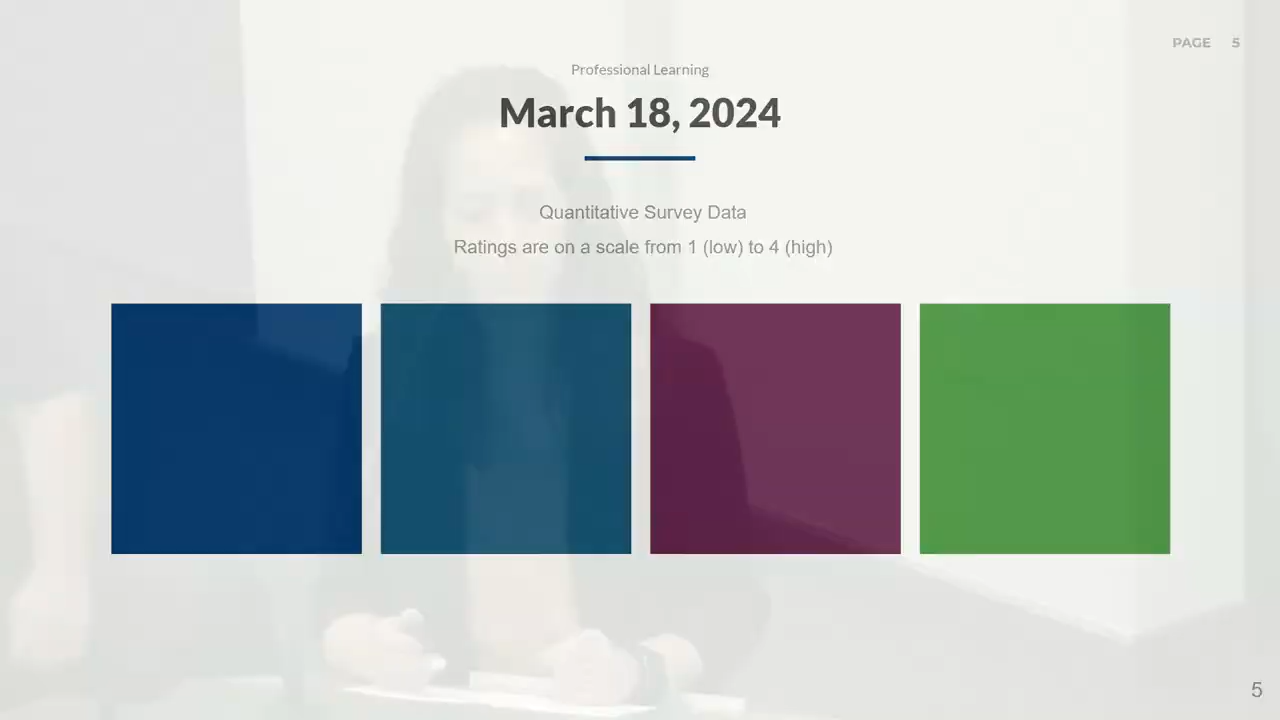 PAGE 5
Professional Learning
March 18, 2024
Quantitative Survey Data
Ratings are on a scale from 1 (low) to 4 (high)
5